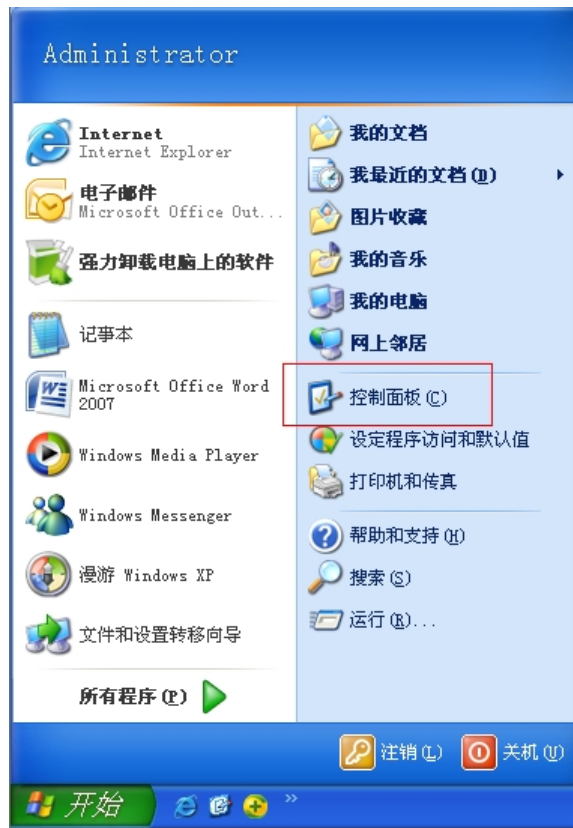 Administrator
Internet
Internet Explorer
电子邮件
Microsoft Office Out...
强力卸载电脑上的软件
记事本
Microsoft Office Word
2007
Windows Media Player
Windows Messenger
漫游 Windows XP
文件和设置转移向导
所有程序(P)
我的文档
我最近的文档(D)
图片收藏
我的音乐
我的电脑
网上邻居
控制面板(C)
设定程序访问和默认值
打印机和传真
帮助和支持(H)
搜索(S)
运行(R)...
注销(L)
关机(U)
开始